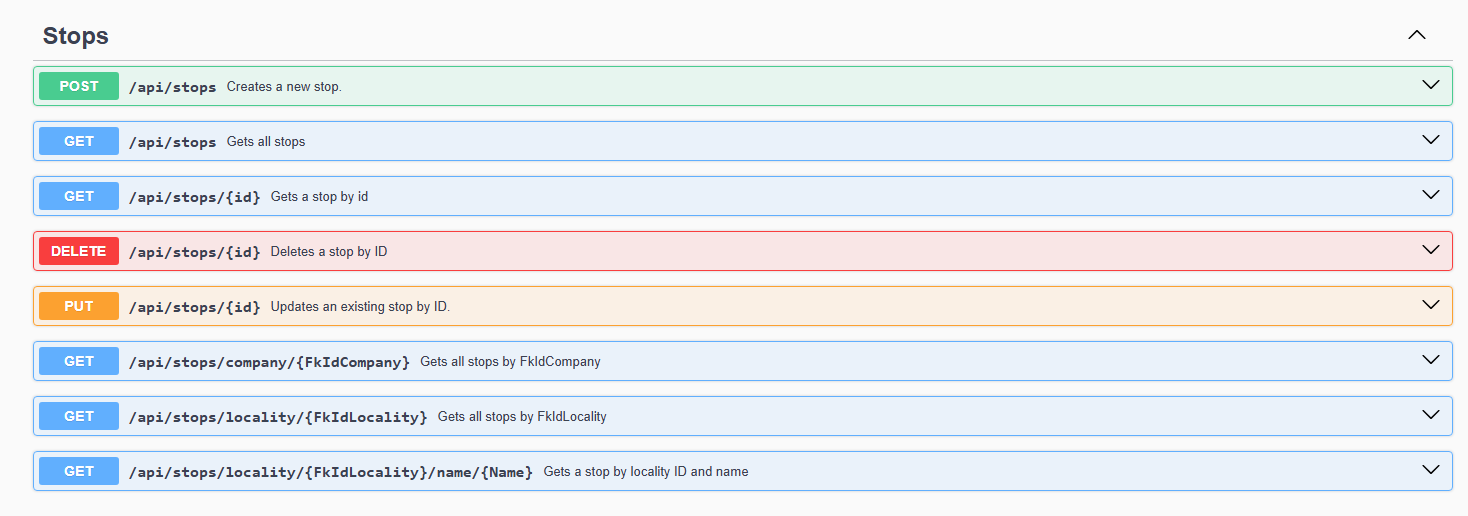 Stops
POST /api/stops Creates a new stop.
GET /api/stops Gets all stops
GET /api/stops/{id} Gets a stop by id
DELETE /api/stops/{id} Deletes a stop by ID
PUT /api/stops/{id} Updates an existing stop by ID.
GET /api/stops/company/{FkIdCompany} Gets all stops by FkIdCompany
GET /api/stops/locality/{FkIdLocality} Gets all stops by FkIdLocality
GET /api/stops/locality/{FkIdLocality}/name/{Name} Gets a stop by locality ID and name